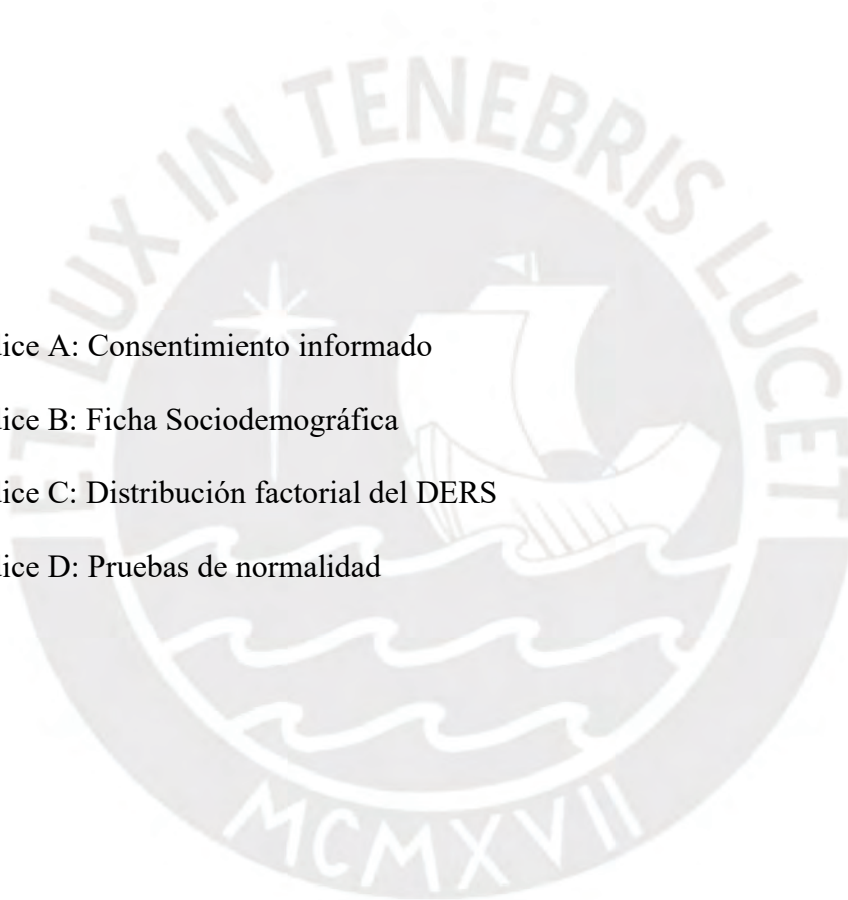 ET LUX IN TENEBRIS LUCET
ice A: Consentimiento informado
ice B: Ficha Sociodemográfica
ice C: Distribución factorial del DERS
ice D: Pruebas de normalidad
MCMXVII